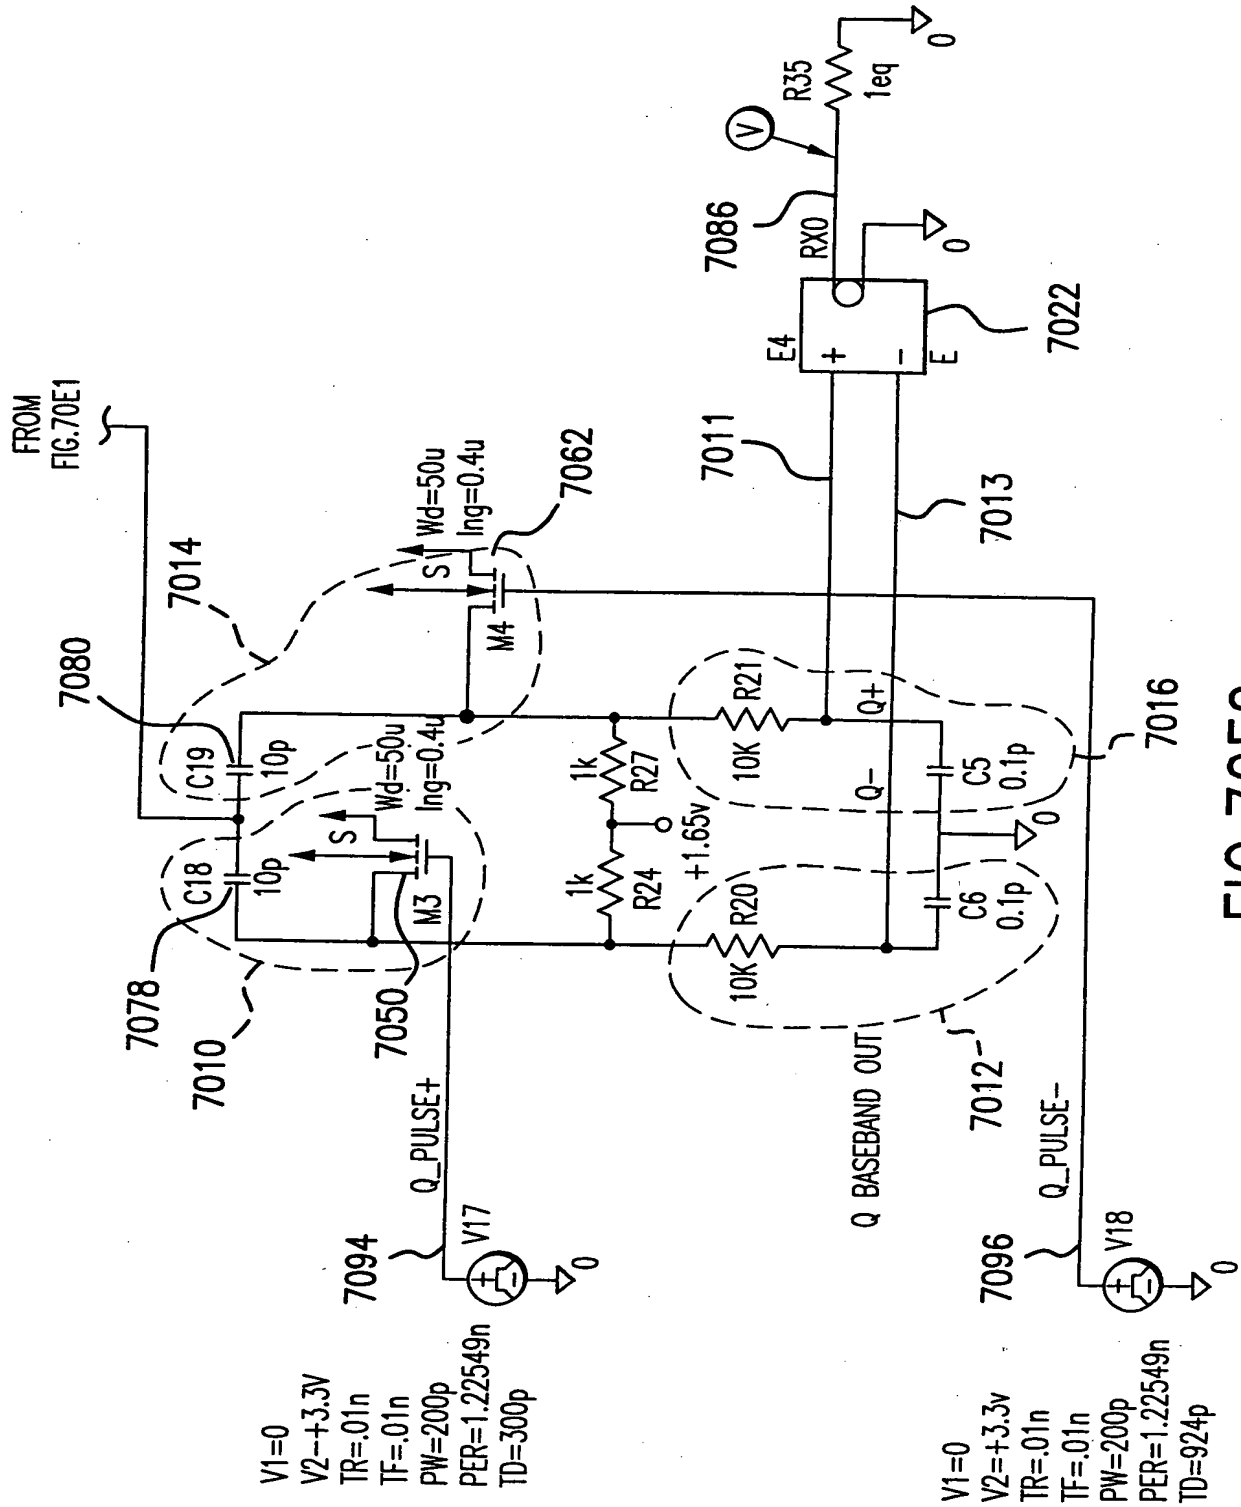 FROM
FIG.70E1
7014
7080
7078
7010
C19
10p
C18
10p
S
Wd=50u
lng=0.4u
7062
M4
S
Wd=50u
lng=0.4u
M3
7050
Q_PULSE+
7094
V17
0
V1=0
V2-+3.3V
TR=.01n
TF=.01n
PW=200p
PER=1.22549n
TD=300p
1k
R27
1k
R24
+1.65v
R21
10K
R20
10K
Q+
Q-
C5
0.1p
C6
0.1p
0
7016
7012
Q BASEBAND OUT
7011
7013
E4
+
-
E
7022
RX0
7086
0
V
R35
1eq
0
Q_PULSE-
7096
V18
0
V1=0
V2=+3.3v
TR=.01n
TF=.01n
PW=200p
PER=1.22549n
TD=924p